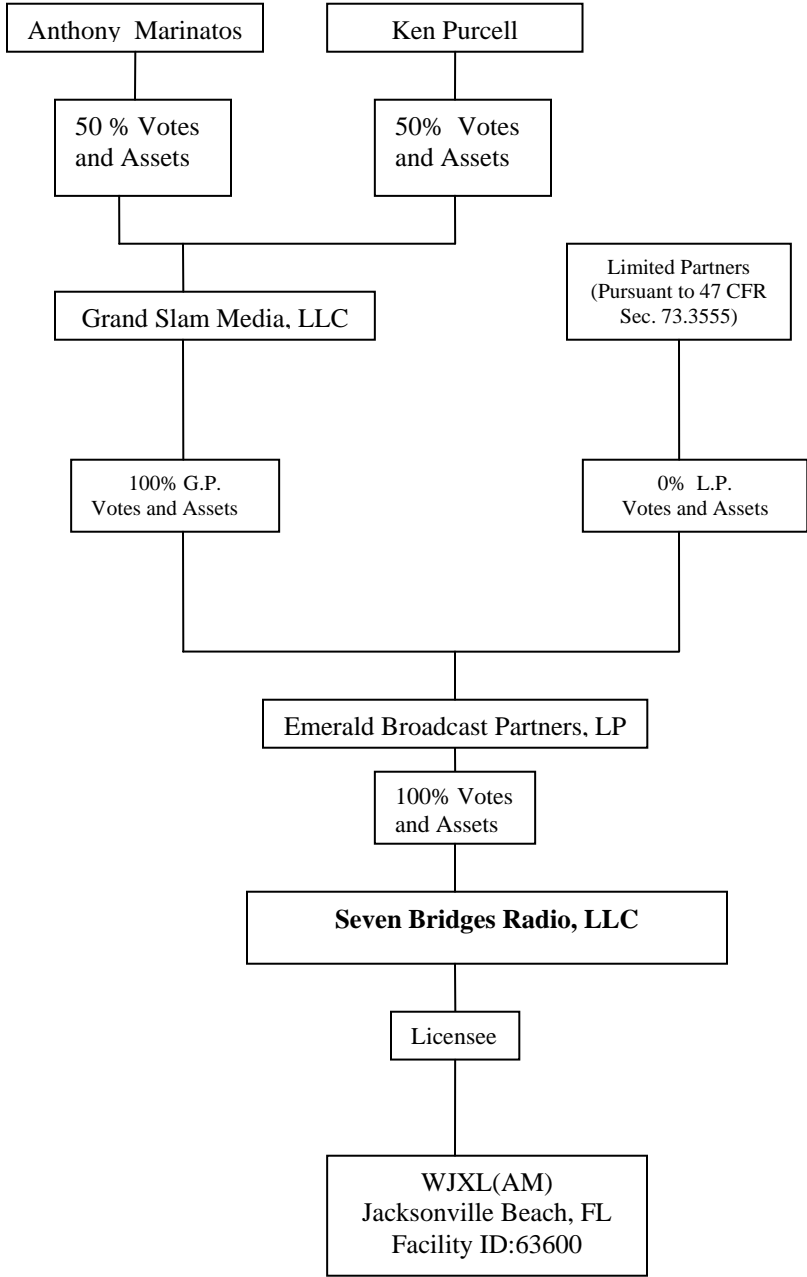 Anthony Marinatos
Ken Purcell
50 % Votes
and Assets
50% Votes
and Assets
Limited Partners
(Pursuant to 47 CFR
Sec. 73.3555)
Grand Slam Media, LLC
100% G.P.
Votes and Assets
0% L.P.
Votes and Assets
Emerald Broadcast Partners, LP
100% Votes
and Assets
Seven Bridges Radio, LLC
Licensee
WJXL(AM)
Jacksonville Beach, FL
Facility ID:63600